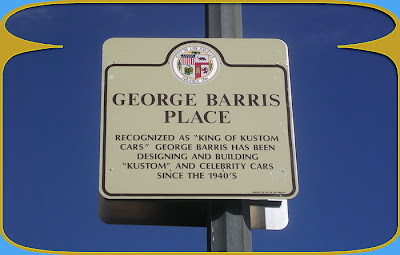 GEORGE BARRIS
PLACE
RECOGNIZED AS "KING OF KUSTOM
CARS" GEORGE BARRIS HAS BEEN
DESIGNING AND BUILDING
"KUSTOM" AND CELEBRITY CARS
SINCE THE 1940'S